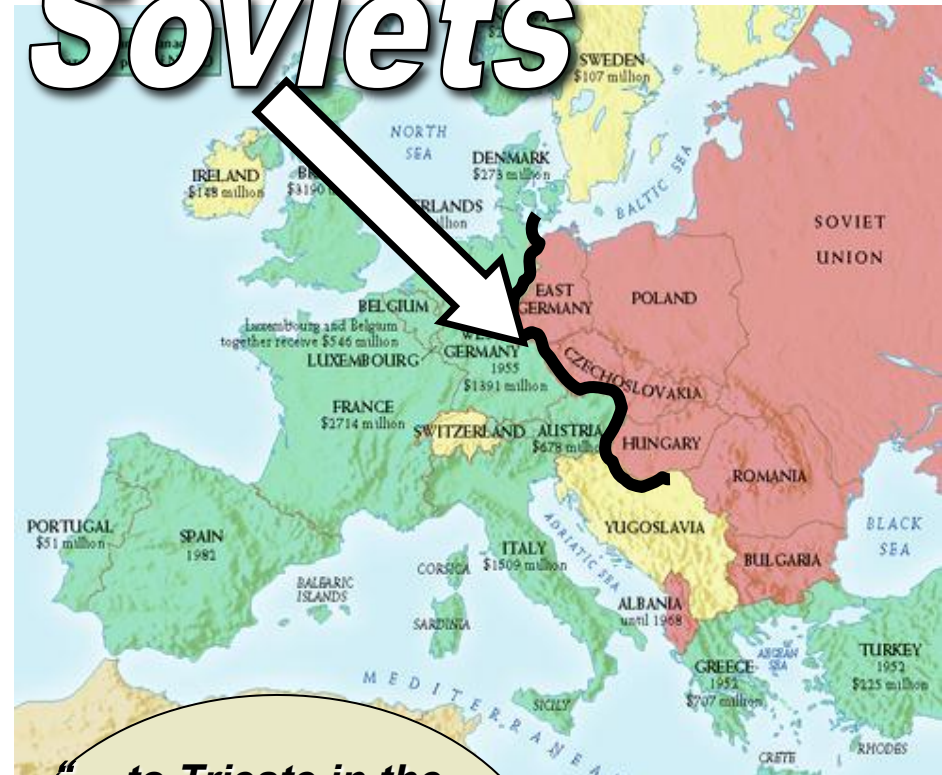 Soviets
SWEDEN
$107 million
NORTH
SEA
DENMARK
$273 million
IRELAND
$148 million
$3190
BALTIC SEA
SOVIET
UNION
EAST
GERMANY
POLAND
BELGIUM
Luxembourg and Belgium
together receive $546 million
LUXEMBOURG
GERMANY
1955
$1391 million
CZECHOSLOVAKIA
FRANCE
$2714 million
SWITZERLAND
AUSTRIA
$678
HUNGARY
ROMANIA
PORTUGAL
$51 million
SPAIN
1982
YUGOSLAVIA
BLACK
SEA
ADRIATIC SEA
ITALY
$1509 million
CORSICA
BULGARIA
BALEARIC
ISLANDS
SARDINIA
ALBANIA
until 1968
AEGEAN
SEA
TURKEY
1952
$225 million
GREECE
1952
$707 million
MEDITERRANEA
SICILY
CRETE
RHODES
“... to Trieste in the